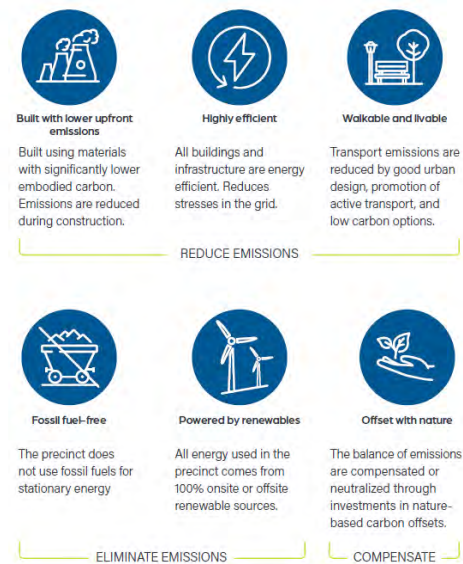 Built with lower upfront
emissions
Built using materials
with significantly lower
embodied carbon.
Emissions are reduced
during construction.
Highly efficient
All buildings and
infrastructure are energy
efficient. Reduces
stresses in the grid.
Walkable and livable
Transport emissions are
reduced by good urban
design, promotion of
active transport, and
low carbon options.
REDUCE EMISSIONS
Fossil fuel-free
The precinct does
not use fossil fuels for
stationary energy
Powered by renewables
All energy used in the
precinct comes from
100% onsite or offsite
renewable sources.
Offset with nature
The balance of emissions
are compensated or
neutralized through
investments in nature-
based carbon offsets.
ELIMINATE EMISSIONS
COMPENSATE